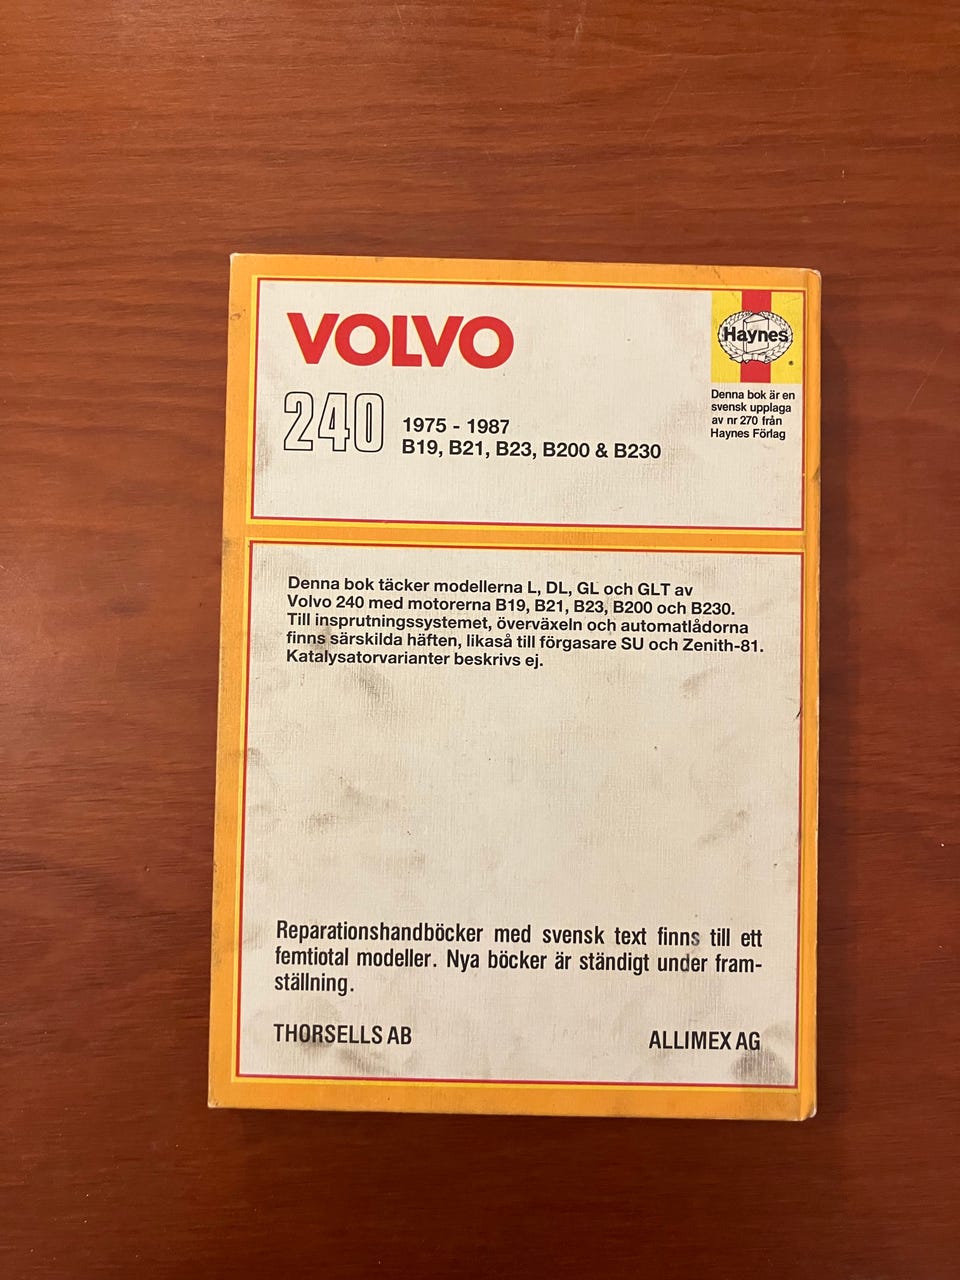 VOLVO
240
1975 - 1987
B19, B21, B23, B200 & B230
Haynes
®
Denna bok är en
svensk upplaga
av nr 270 från
Haynes Förlag
Denna bok täcker modellerna L, DL, GL och GLT av
Volvo 240 med motorerna B19, B21, B23, B200 och B230.
Till insprutningssystemet, överväxeln och automatlådorna
finns särskilda häften, likaså till förgasare SU och Zenith-81.
Katalysatorvarianter beskrivs ej.
Reparationshandböcker med svensk text finns till ett
femtiotal modeller. Nya böcker är ständigt under fram-
ställning.
THORSELLS AB
ALLIMEX AG